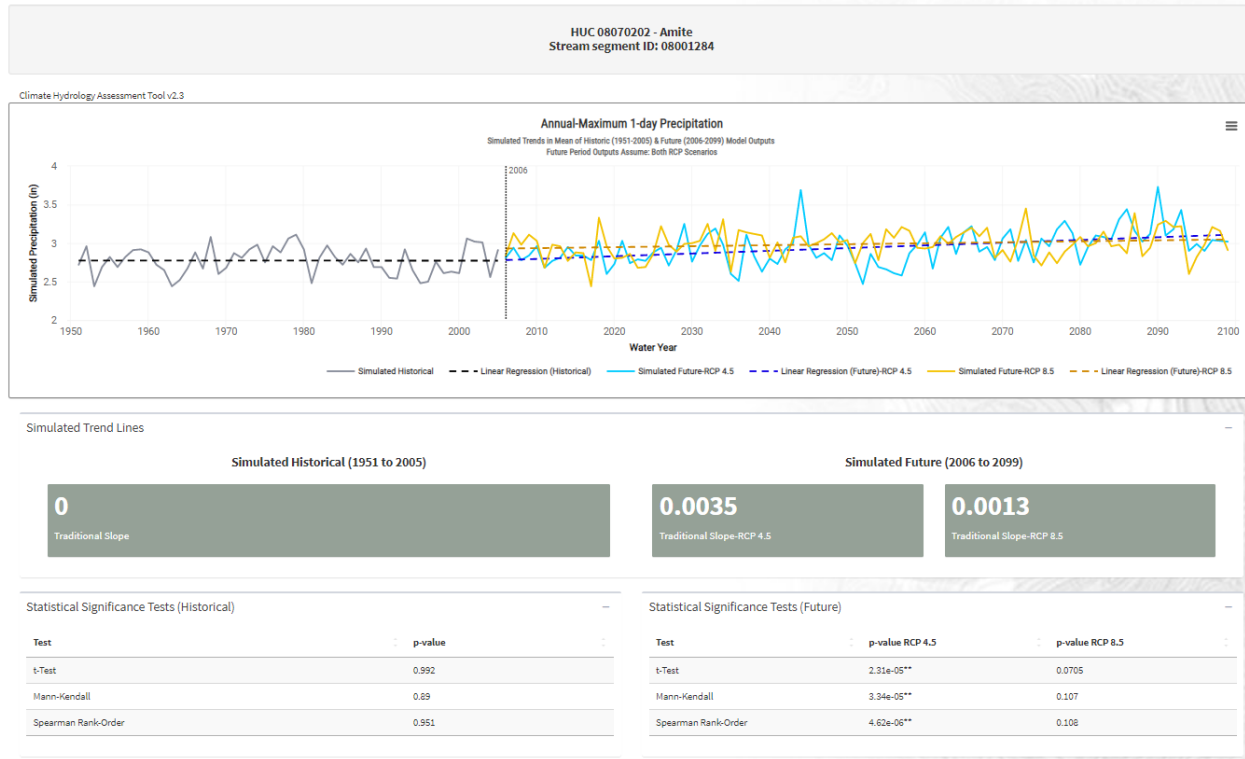 HUC 08070202 - Amite
Stream segment ID: 08001284
Climate Hydrology Assessment Tool v2.3
Annual-Maximum 1-day Precipitation
Simulated Trends in Mean of Historic (1951-2005) & Future (2006-2099) Model Outputs
Future Period Outputs Assume: Both RCP Scenarios
Simulated Precipitation (in)
4
3.5
3
2.5
2
2006
1950 1960 1970 1980 1990 2000 2010 2020 2030 2040 2050 2060 2070 2080 2090 2100
Water Year
Simulated Historical Linear Regression (Historical) Simulated Future-RCP 4.5 Linear Regression (Future)-RCP 4.5 Simulated Future-RCP 8.5 Linear Regression (Future)-RCP 8.5
Simulated Trend Lines
Simulated Historical (1951 to 2005) Simulated Future (2006 to 2099)
0 0.0035 0.0013
Traditional Slope Traditional Slope-RCP 4.5 Traditional Slope-RCP 8.5
Statistical Significance Tests (Historical)
Test p-value
t-Test 0.992
Mann-Kendall 0.89
Spearman Rank-Order 0.951
Statistical Significance Tests (Future)
Test p-value RCP 4.5 p-value RCP 8.5
t-Test 2.31e-05** 0.0705
Mann-Kendall 3.34e-05** 0.107
Spearman Rank-Order 4.62e-06** 0.108